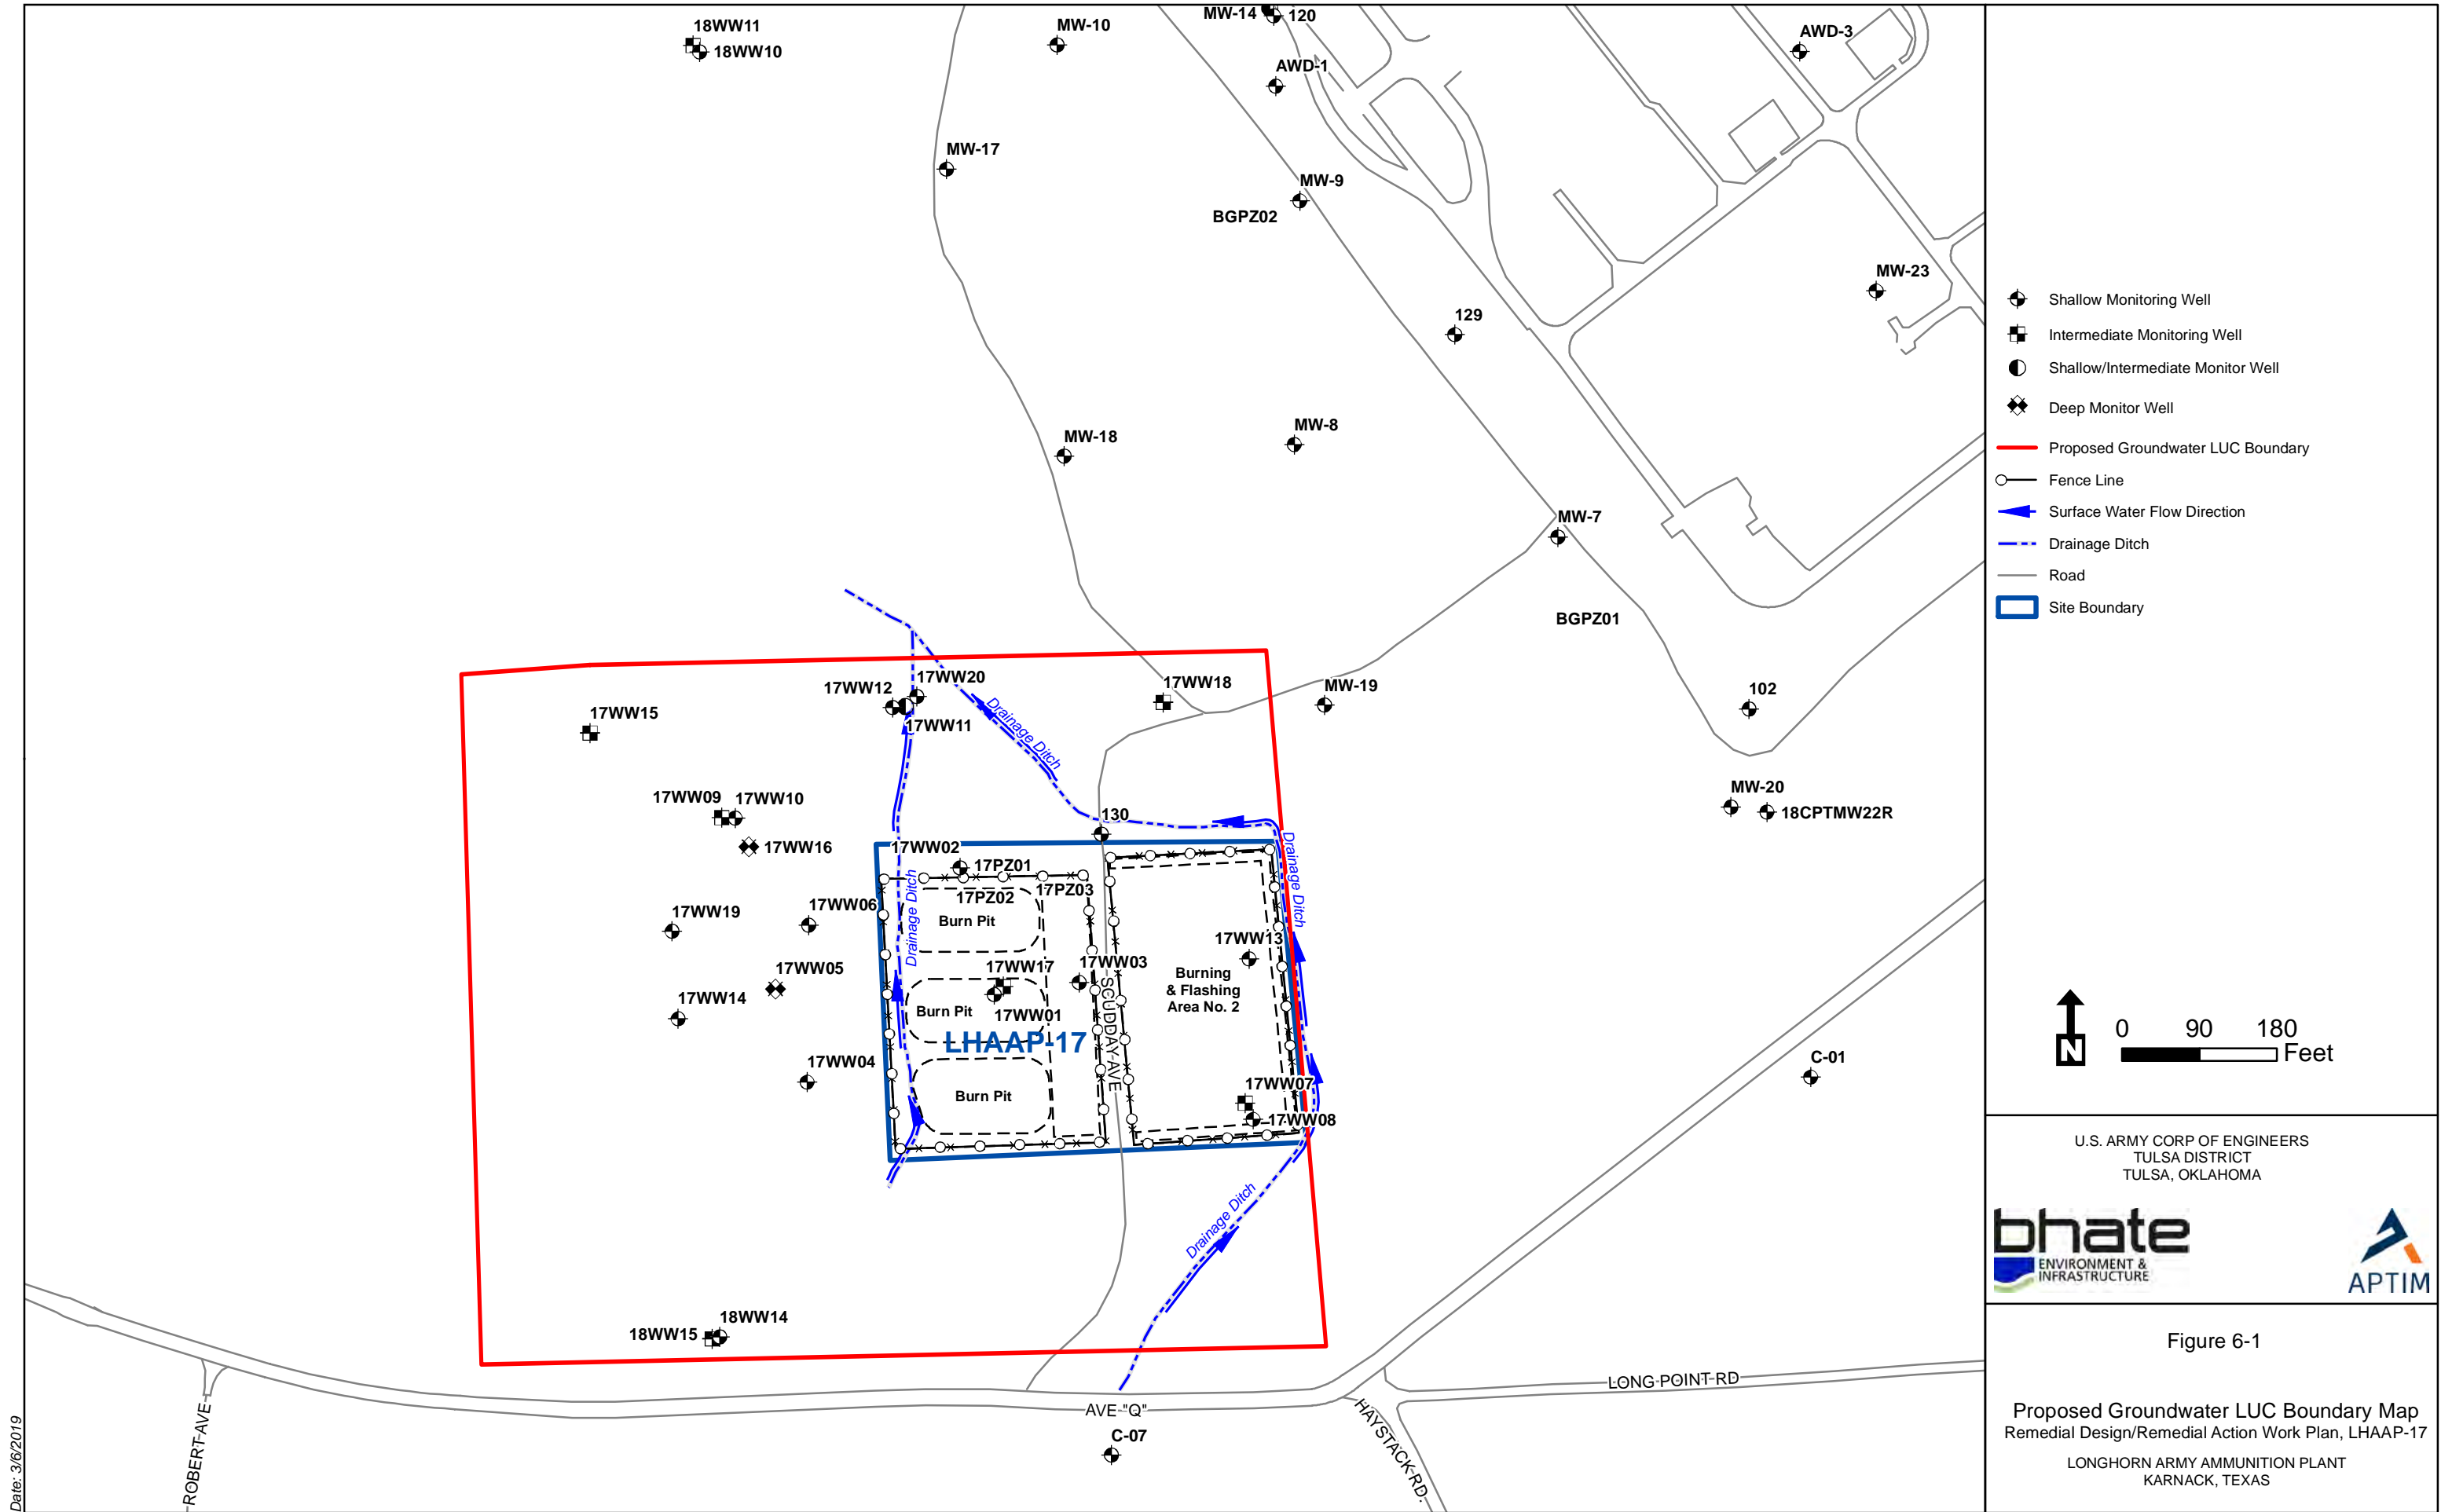 18WW11
18WW10
MW-10
MW-14
120
AWD-3
AWD-1
MW-17
MW-9
BGPZ02
MW-23
129
MW-18
MW-8
MW-7
BGPZ01
17WW20
17WW12
17WW11
17WW18
MW-19
102
17WW15
Drainage Ditch
17WW09
17WW10
17WW16
130
MW-20
18CPTMW22R
17WW02
17PZ01
17PZ02
17PZ03
Drainage Ditch
Drainage Ditch
17WW19
17WW06
Burn Pit
17WW13
17WW05
17WW17
17WW03
17WW14
Burn Pit
17WW01
Burning
& Flashing
Area No. 2
LHAAP-17
SCUDDAY AVE
17WW04
Burn Pit
17WW07
17WW08
C-01
Drainage Ditch
18WW14
18WW15
LONG POINT RD
AVE "Q"
HAYSTACK RD.
ROBERT AVE
C-07
Date: 3/6/2019
Shallow Monitoring Well
Intermediate Monitoring Well
Shallow/Intermediate Monitor Well
Deep Monitor Well
Proposed Groundwater LUC Boundary
Fence Line
Surface Water Flow Direction
Drainage Ditch
Road
Site Boundary
N
0 90 180
Feet
U.S. ARMY CORP OF ENGINEERS
TULSA DISTRICT
TULSA, OKLAHOMA
bhate
ENVIRONMENT &
INFRASTRUCTURE
APTIM
Figure 6-1
Proposed Groundwater LUC Boundary Map
Remedial Design/Remedial Action Work Plan, LHAAP-17
LONGHORN ARMY AMMUNITION PLANT
KARNACK, TEXAS